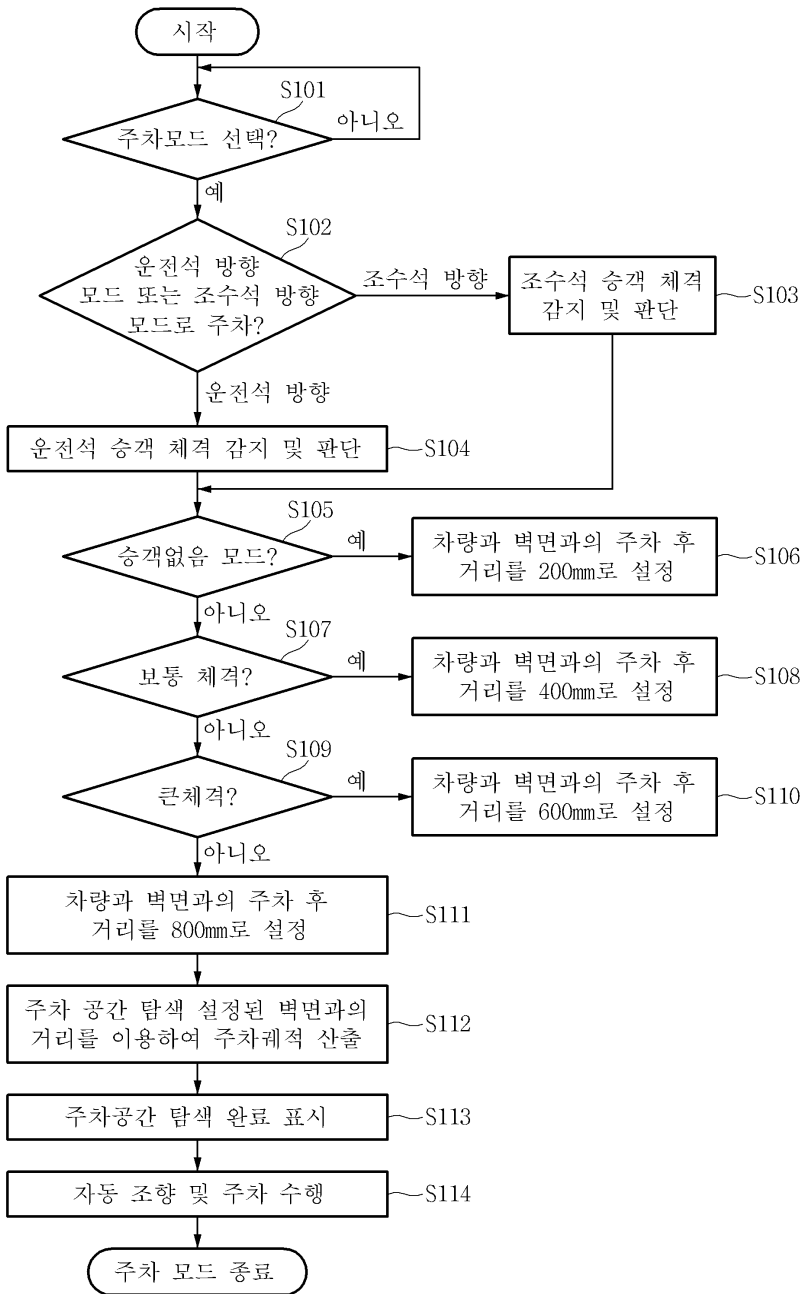 시작
S101
주차모드 선택?
아니오
예
S102
운전석 방향
모드 또는 조수석 방향
모드로 주차?
조수석 방향
조수석 승객 체격
감지 및 판단
S103
운전석 방향
운전석 승객 체격 감지 및 판단
S104
S105
승객없음 모드?
예
차량과 벽면과의 주차 후
거리를 200mm로 설정
S106
아니오
S107
보통 체격?
예
차량과 벽면과의 주차 후
거리를 400mm로 설정
S108
아니오
S109
큰체격?
예
차량과 벽면과의 주차 후
거리를 600mm로 설정
S110
아니오
차량과 벽면과의 주차 후
거리를 800mm로 설정
S111
주차 공간 탐색 설정된 벽면과의
거리를 이용하여 주차궤적 산출
S112
주차공간 탐색 완료 표시
S113
자동 조향 및 주차 수행
S114
주차 모드 종료